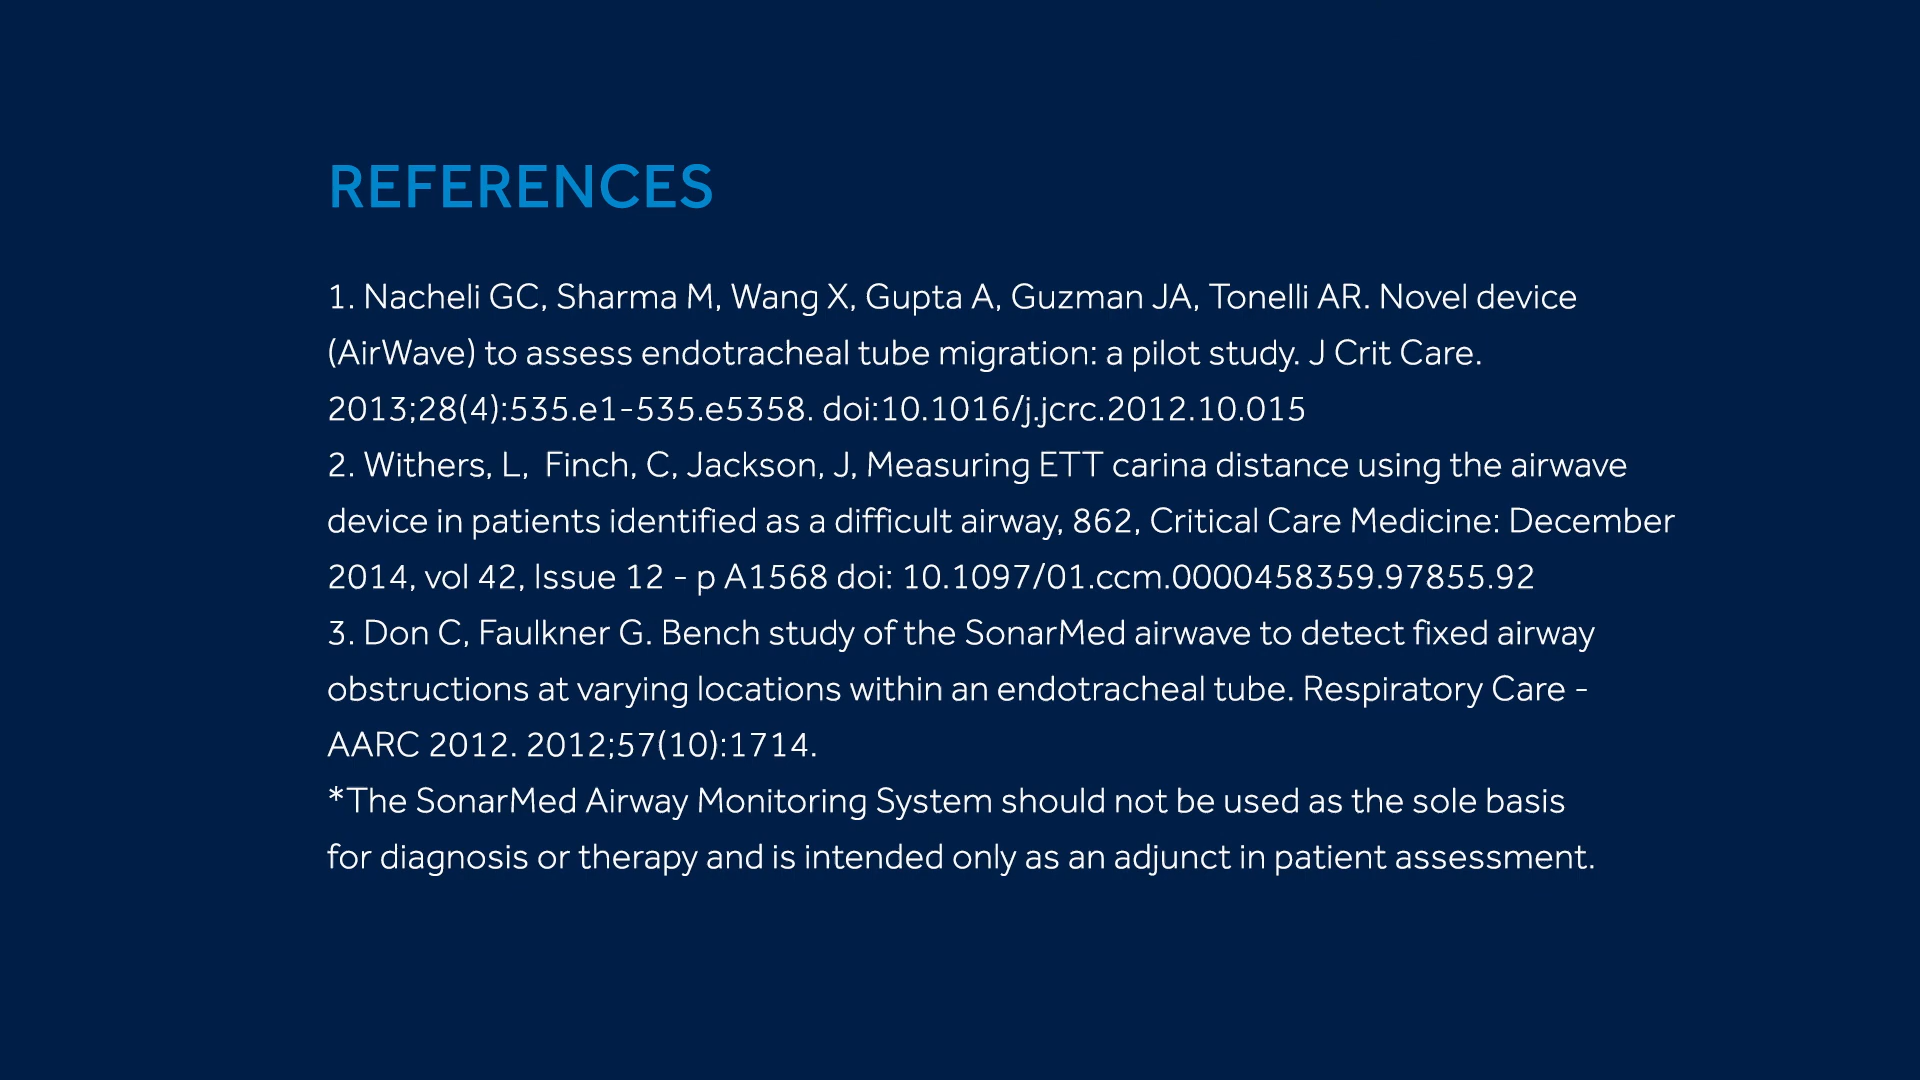 REFERENCES
1. Nacheli GC, Sharma M, Wang X, Gupta A, Guzman JA, Tonelli AR. Novel device
(AirWave) to assess endotracheal tube migration: a pilot study. J Crit Care.
2013;28(4):535.e1-535.e5358. doi:10.1016/j.jcrc.2012.10.015
2. Withers, L,  Finch, C, Jackson, J, Measuring ETT carina distance using the airwave
device in patients identified as a difficult airway, 862, Critical Care Medicine: December
2014, vol 42, Issue 12 - p A1568 doi: 10.1097/01.ccm.0000458359.97855.92
3. Don C, Faulkner G. Bench study of the SonarMed airwave to detect fixed airway
obstructions at varying locations within an endotracheal tube. Respiratory Care -
AARC 2012. 2012;57(10):1714.
*The SonarMed Airway Monitoring System should not be used as the sole basis
for diagnosis or therapy and is intended only as an adjunct in patient assessment.